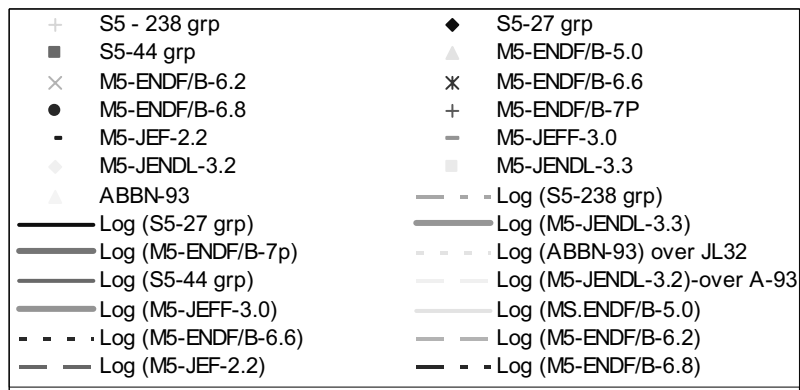 S5 - 238 grp S5-27 grp
S5-44 grp M5-ENDF/B-5.0
M5-ENDF/B-6.2 M5-ENDF/B-6.6
M5-ENDF/B-6.8 M5-ENDF/B-7P
M5-JEF-2.2 M5-JEFF-3.0
M5-JENDL-3.2 M5-JENDL-3.3
ABBN-93 Log (S5-238 grp)
Log (S5-27 grp) Log (M5-JENDL-3.3)
Log (M5-ENDF/B-7p) Log (ABBN-93) over JL32
Log (S5-44 grp) Log (M5-JENDL-3.2)-over A-93
Log (M5-JEFF-3.0) Log (MS.ENDF/B-5.0)
Log (M5-ENDF/B-6.6) Log (M5-ENDF/B-6.2)
Log (M5-JEF-2.2) Log (M5-ENDF/B-6.8)